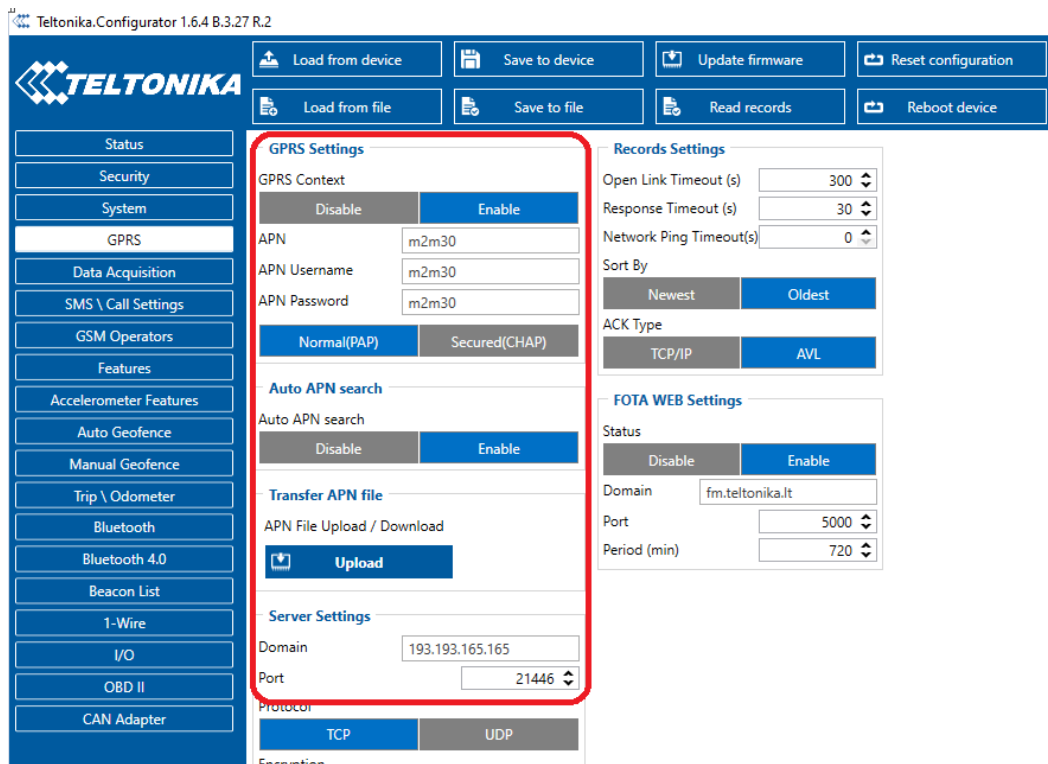 Teltonika.Configurator 1.6.4 B.3.27 R.2
TELTONIKA
Load from device
Save to device
Update firmware
Reset configuration
Load from file
Save to file
Read records
Reboot device
Status
Security
System
GPRS
Data Acquisition
SMS \ Call Settings
GSM Operators
Features
Accelerometer Features
Auto Geofence
Manual Geofence
Trip \ Odometer
Bluetooth
Bluetooth 4.0
Beacon List
1-Wire
I/O
OBD II
CAN Adapter
GPRS Settings
GPRS Context
Disable Enable
APN m2m30
APN Username m2m30
APN Password m2m30
Normal(PAP) Secured(CHAP)
Auto APN search
Auto APN search
Disable Enable
Transfer APN file
APN File Upload / Download
Upload
Server Settings
Domain 193.193.165.165
Port 21446
Protocol
TCP UDP
Encryption
Records Settings
Open Link Timeout (s) 300
Response Timeout (s) 30
Network Ping Timeout(s) 0
Sort By
Newest Oldest
ACK Type
TCP/IP AVL
FOTA WEB Settings
Status
Disable Enable
Domain fm.teltonika.lt
Port 5000
Period (min) 720